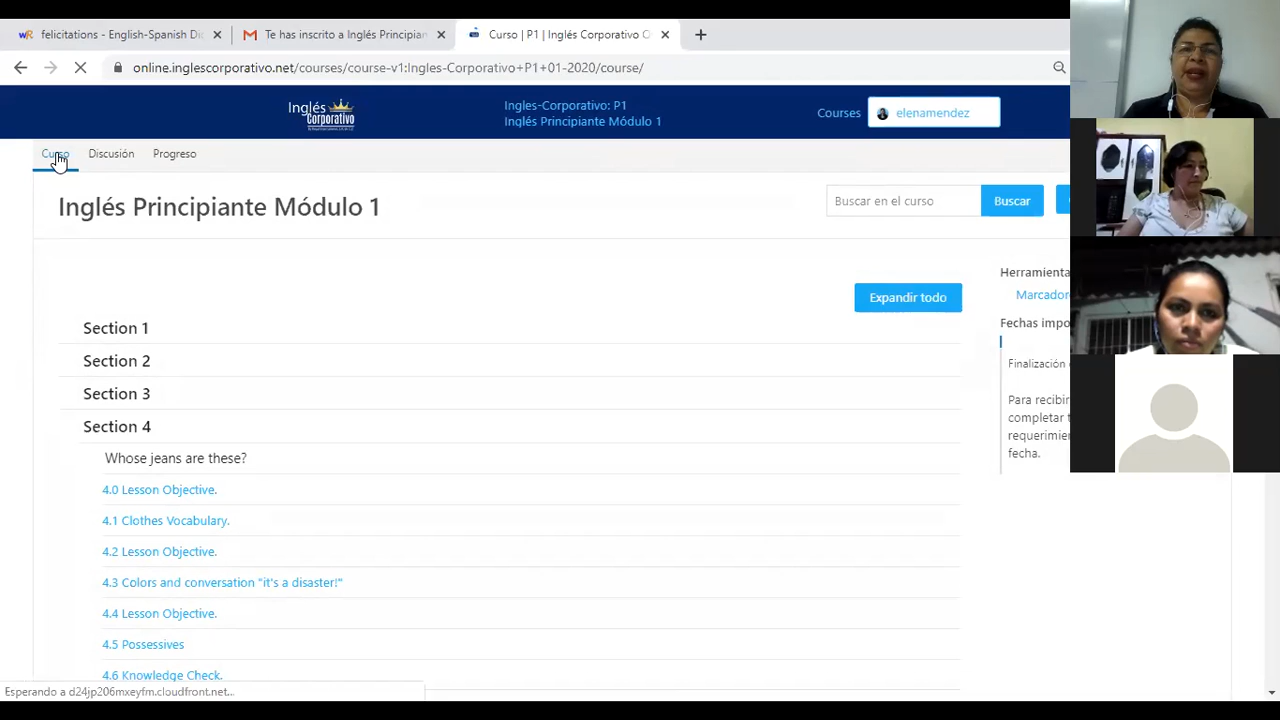 felicitations - English-Spanish Di
Te has inscrito a Inglés Principian
Curso | P1 | Inglés Corporativo O
online.inglescorporativo.net/courses/course-v1:Ingles-Corporativo+P1+01-2020/course/
Inglés
Corporativo
Ingles-Corporativo: P1
Inglés Principiante Módulo 1
Courses
elenamendez
Curso
Discusión
Progreso
Inglés Principiante Módulo 1
Buscar en el curso
Buscar
Expandir todo
Herramienta
Marcador
Fechas impo
Finalización
Para recibir
completar
requerimie
fecha.
Section 1
Section 2
Section 3
Section 4
Whose jeans are these?
4.0 Lesson Objective.
4.1 Clothes Vocabulary.
4.2 Lesson Objective.
4.3 Colors and conversation "it's a disaster!"
4.4 Lesson Objective.
4.5 Possessives
4.6 Knowledge Check.
Esperando a d24jp206mxeyfm.cloudfront.net...